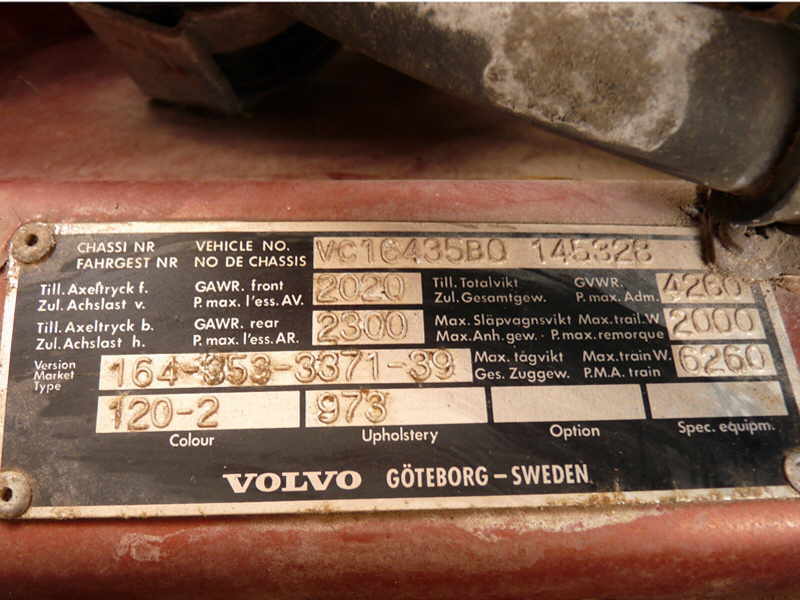 CHASSI NR VEHICLE NO. VC16435BO 145328
FAHRGEST NR NO DE CHASSIS
Till. Axeltryck f. GAWR. front 2020 Till. Totalvikt GVWR. 4260
Zul. Achslast v. P. max. l'ess. AV. Zul. Gesamtgew. P. max. Adm.
Till. Axeltryck b. GAWR. rear 2300 Max. Släpvagnsvikt Max. trail. W 2000
Zul. Achslast h. P. max. l'ess. AR. Max. Anh. gew. - P. max. remorque
Version
Market 164-353-3371-39 Max. tågvikt Max. train W. 6260
Type Ges. Zuggew. P.M.A. train
120-2 973
Colour Upholstery Option Spec. equipm.
VOLVO GÖTEBORG – SWEDEN